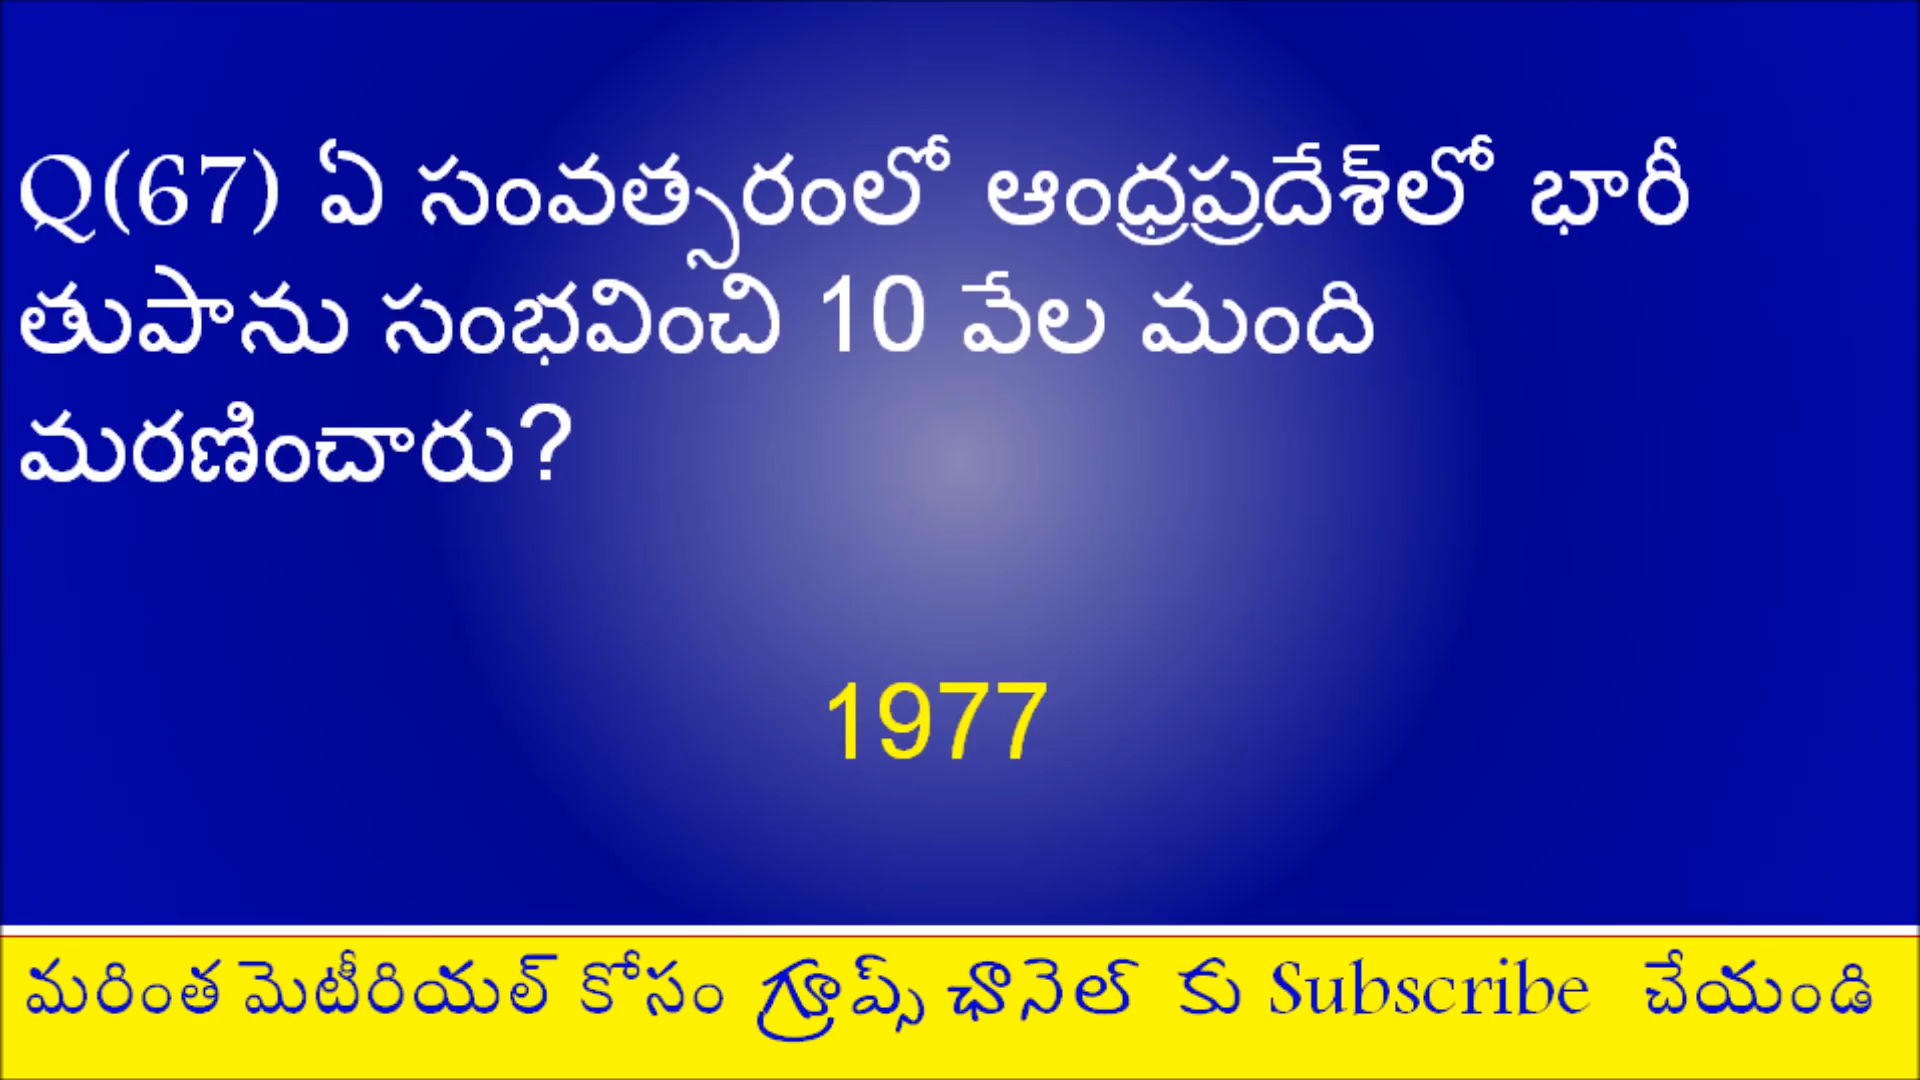 Q(67) ఏ సంవత్సరంలో ఆంధ్రప్రదేశ్‌లో భారీ
తుపాను సంభవించి 10 వేల మంది
మరణించారు?
1977
మరింత మెటీరియల్ కోసం గ్రూప్స్ ఛానెల్ కు Subscribe చేయండి